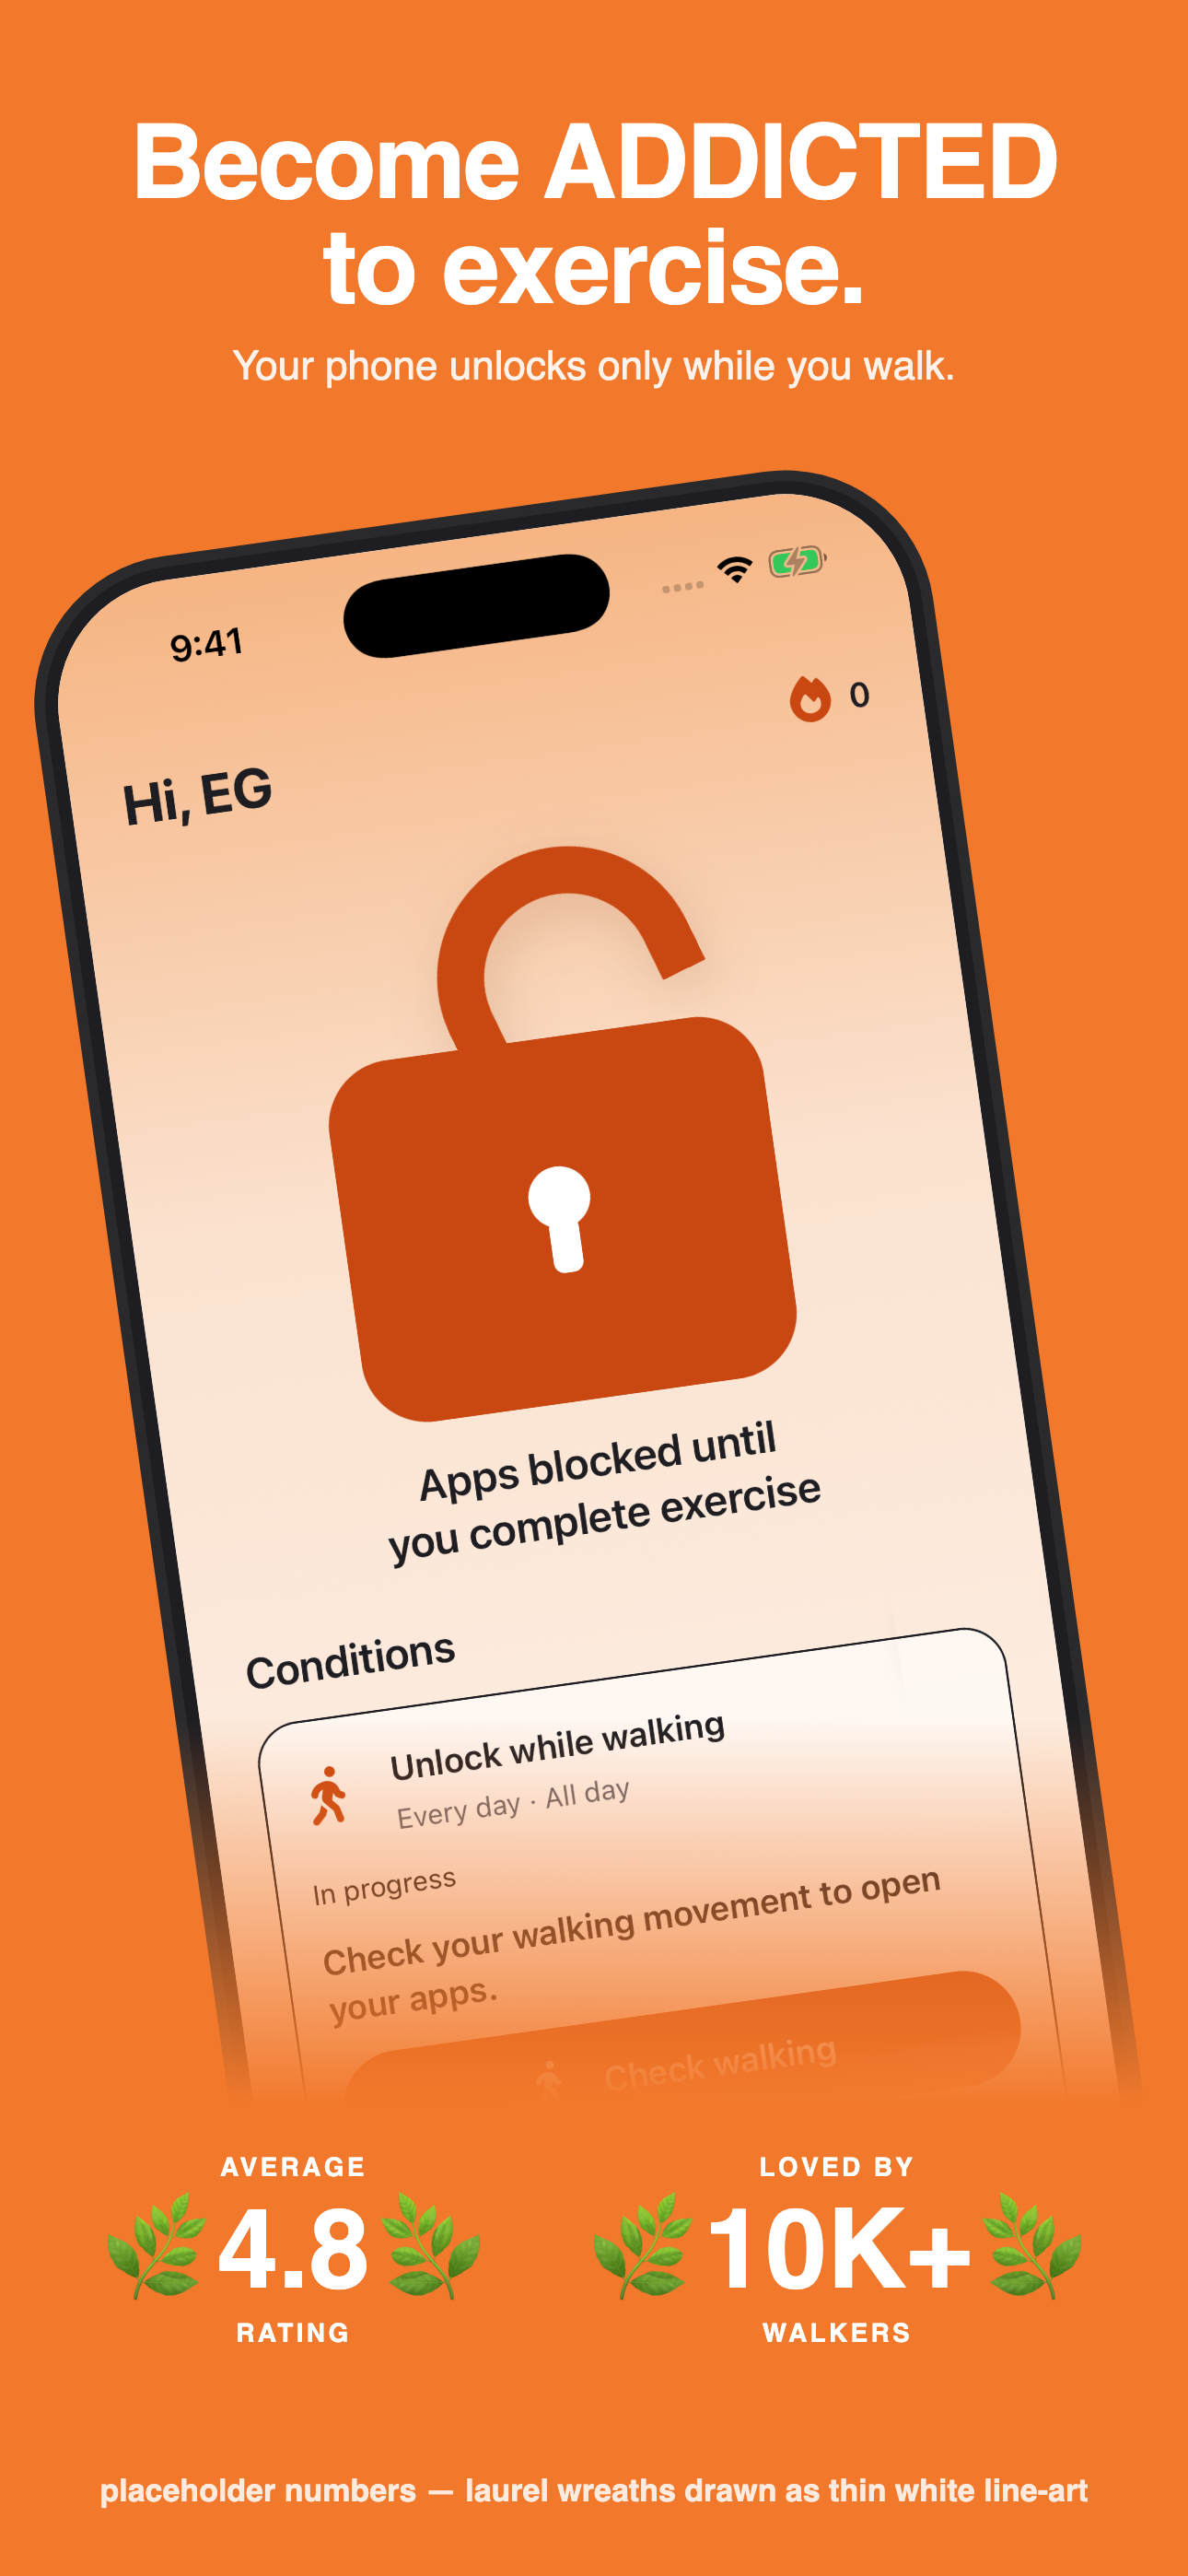 Become ADDICTED
to exercise.
Your phone unlocks only while you walk.
9:41
0
Hi, EG
Apps blocked until
you complete exercise
Conditions
Unlock while walking
Every day · All day
In progress
Check your walking movement to open
your apps.
Check walking
AVERAGE
4.8
RATING
LOVED BY
10K+
WALKERS
placeholder numbers — laurel wreaths drawn as thin white line-art